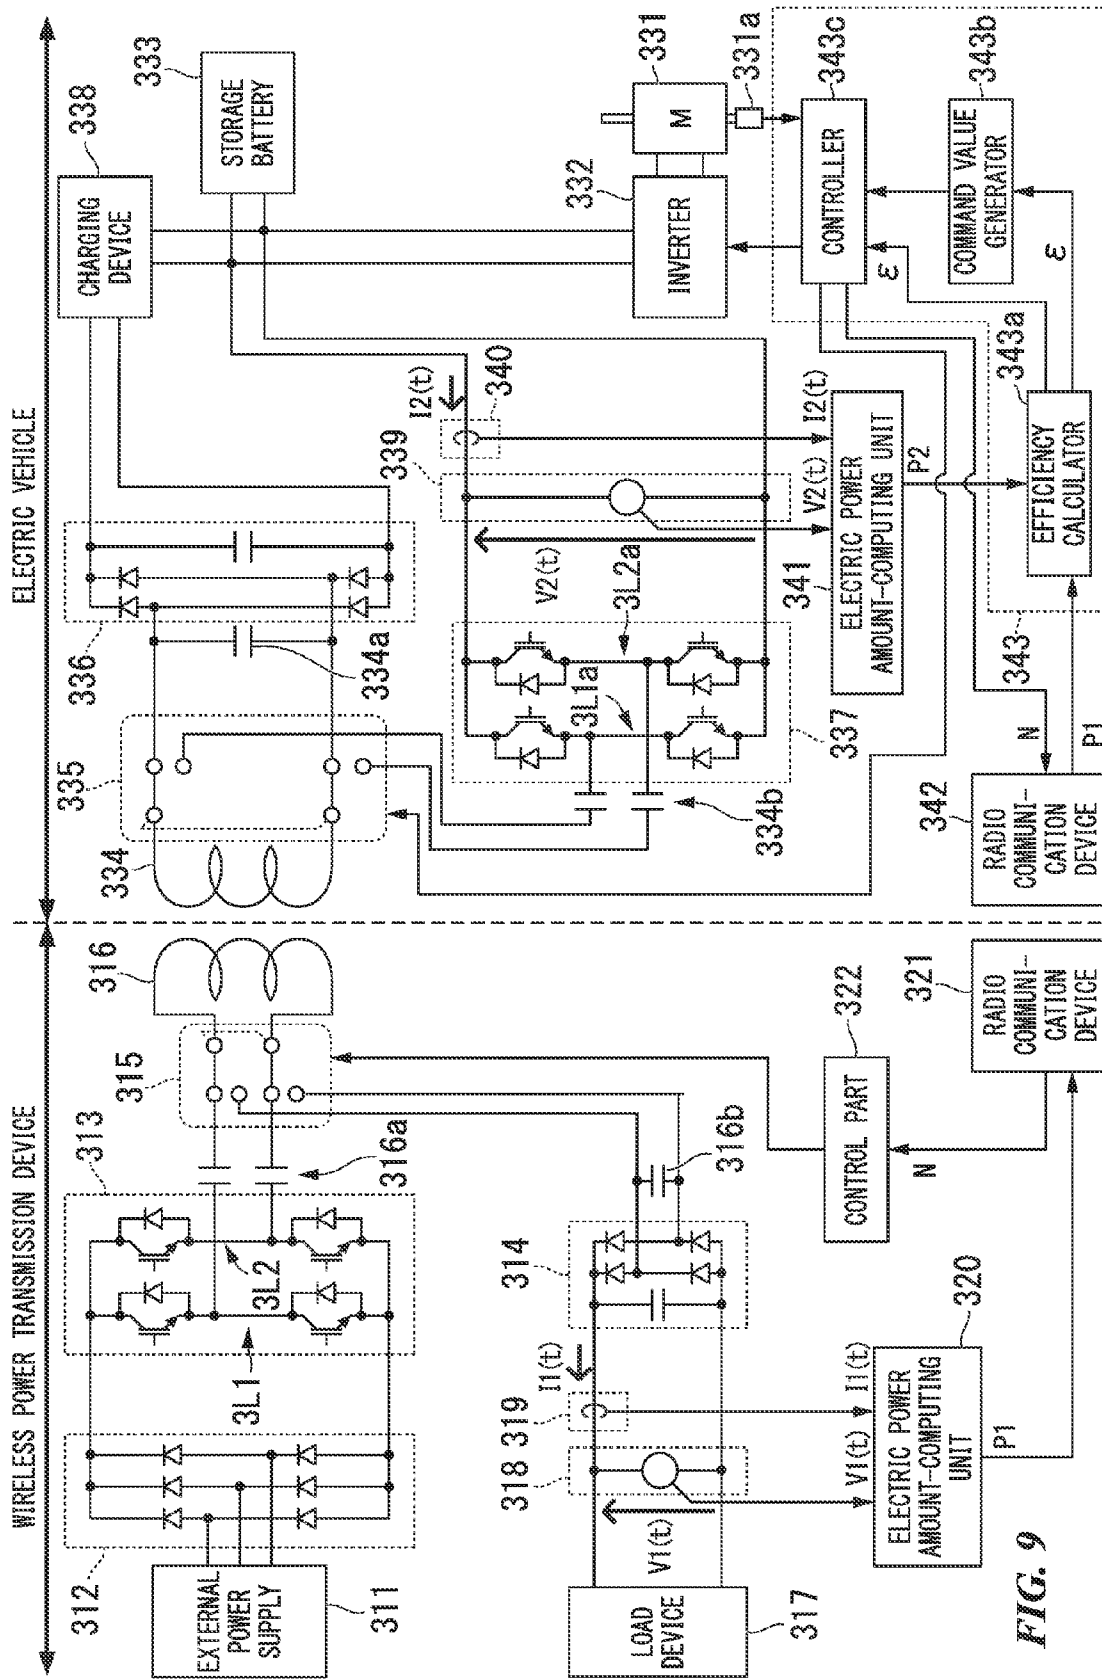 WIRELESS POWER TRANSMISSION DEVICE
ELECTRIC VEHICLE
312
313
315
316
334
335
336
338
333
EXTERNAL
POWER
SUPPLY
311
3L1
3L2
316a
334a
CHARGING
DEVICE
STORAGE
BATTERY
318
319
I1(t)
314
316b
3L1a
3L2a
V2(t)
339
I2(t)
340
332
331
LOAD
DEVICE
317
V1(t)
V1(t)
I1(t)
334b
337
V2(t)
I2(t)
INVERTER
M
331a
322
CONTROL PART
N
341
ELECTRIC POWER
AMOUNT-COMPUTING UNIT
P2
CONTROLLER
343c
ε
ELECTRIC POWER
AMOUNT-COMPUTING
UNIT
320
P1
COMMAND VALUE
GENERATOR
343b
ε
EFFICIENCY
CALCULATOR
343a
343
N
P1
321
RADIO
COMMUNI-
CATION
DEVICE
342
RADIO
COMMUNI-
CATION
DEVICE
FIG. 9